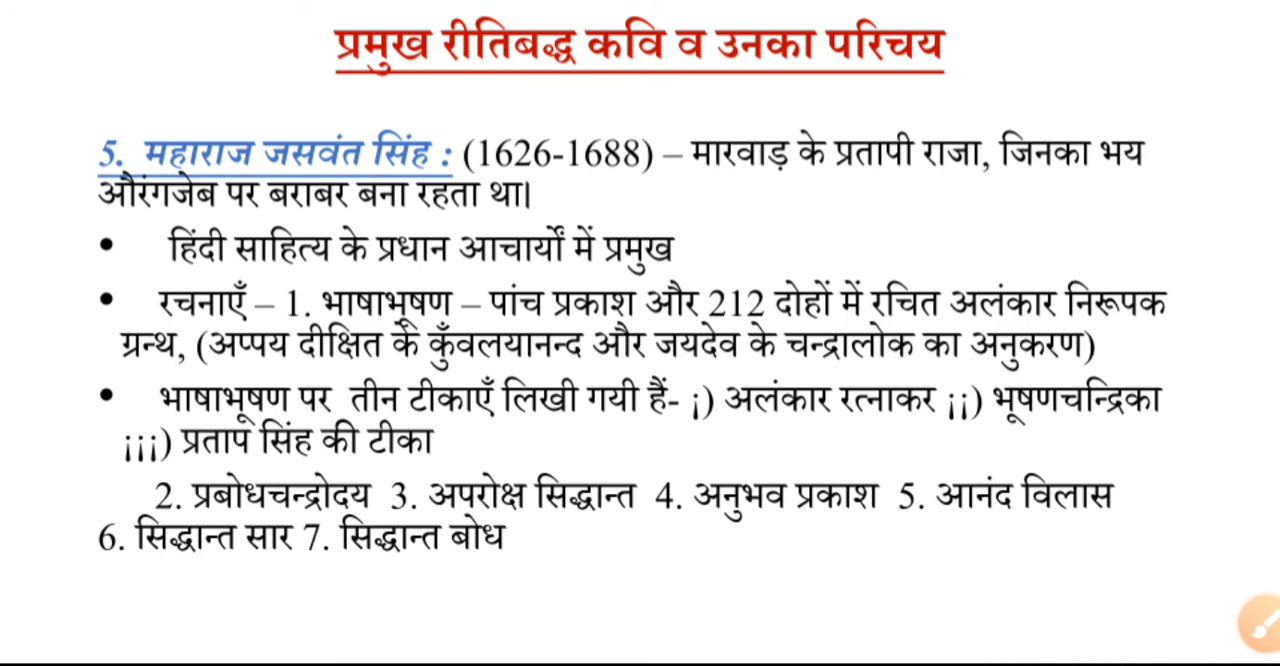 प्रमुख रीतिबद्ध कवि व उनका परिचय
5. महाराज जसवंत सिंह : (1626-1688) – मारवाड़ के प्रतापी राजा, जिनका भय
औरंगजेब पर बराबर बना रहता था।
• हिंदी साहित्य के प्रधान आचार्यों में प्रमुख
• रचनाएँ – 1. भाषाभूषण – पांच प्रकाश और 212 दोहों में रचित अलंकार निरूपक
ग्रन्थ, (अप्पय दीक्षित के कुँवलयानन्द और जयदेव के चन्द्रालोक का अनुकरण)
• भाषाभूषण पर तीन टीकाएँ लिखी गयी हैं- ¡) अलंकार रत्नाकर ¡¡) भूषणचन्द्रिका
¡¡¡) प्रताप सिंह की टीका
2. प्रबोधचन्द्रोदय 3. अपरोक्ष सिद्धान्त 4. अनुभव प्रकाश 5. आनंद विलास
6. सिद्धान्त सार 7. सिद्धान्त बोध